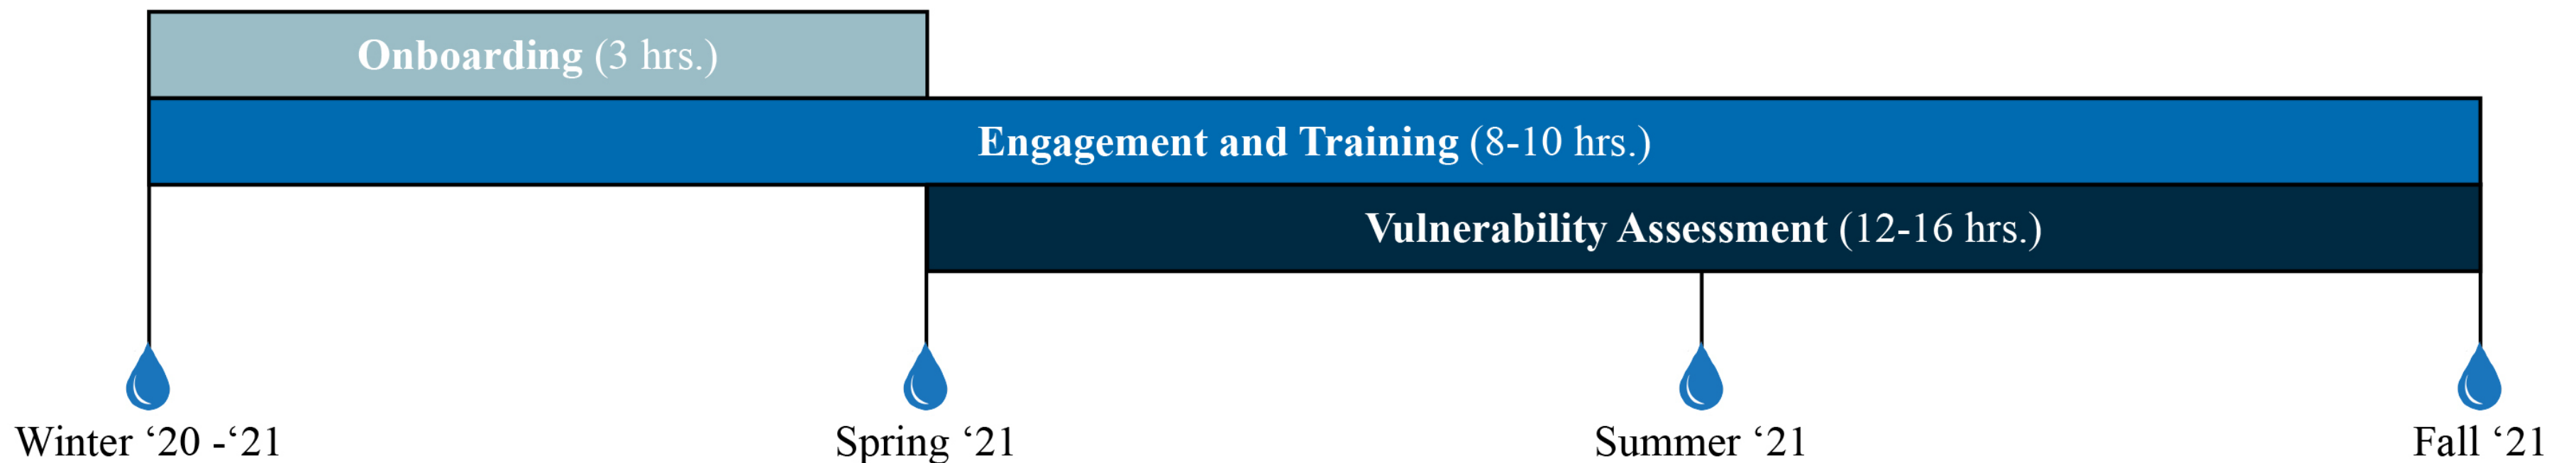 Onboarding (3 hrs.)
Engagement and Training (8-10 hrs.)
Vulnerability Assessment (12-16 hrs.)
Winter ‘20 -‘21
Spring ‘21
Summer ‘21
Fall ‘21